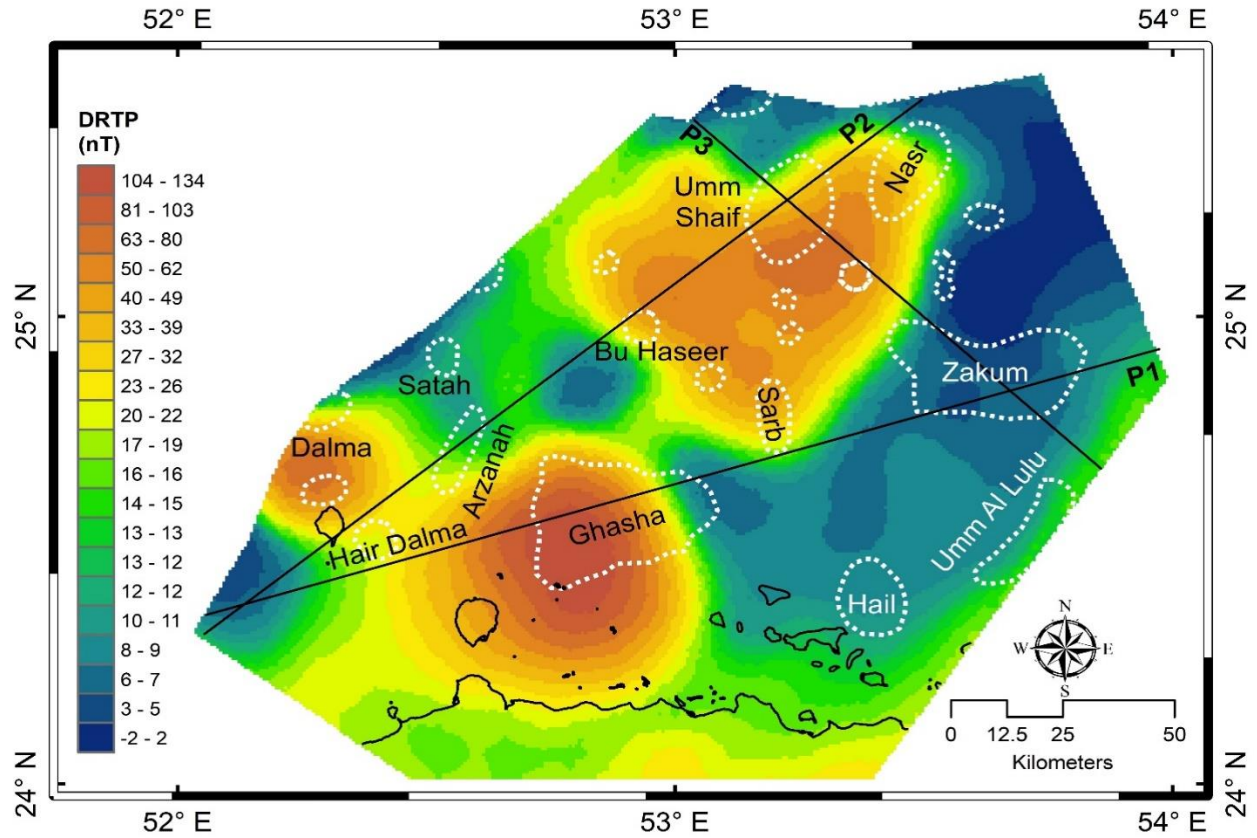 52° E
53° E
54° E
DRTP
(nT)
104 - 134
81 - 103
63 - 80
50 - 62
40 - 49
33 - 39
27 - 32
23 - 26
20 - 22
17 - 19
16 - 16
14 - 15
13 - 13
13 - 12
12 - 12
10 - 11
8 - 9
6 - 7
3 - 5
-2 - 2
P3
P2
Nasr
Umm
Shaif
25° N
25° N
Bu Haseer
Satah
Zakum
P1
Sarb
Dalma
Arzanah
Hair Dalma
Ghasha
Umm Al Lulu
Hail
N
W
E
S
0
12.5
25
50
Kilometers
24° N
24° N
52° E
53° E
54° E